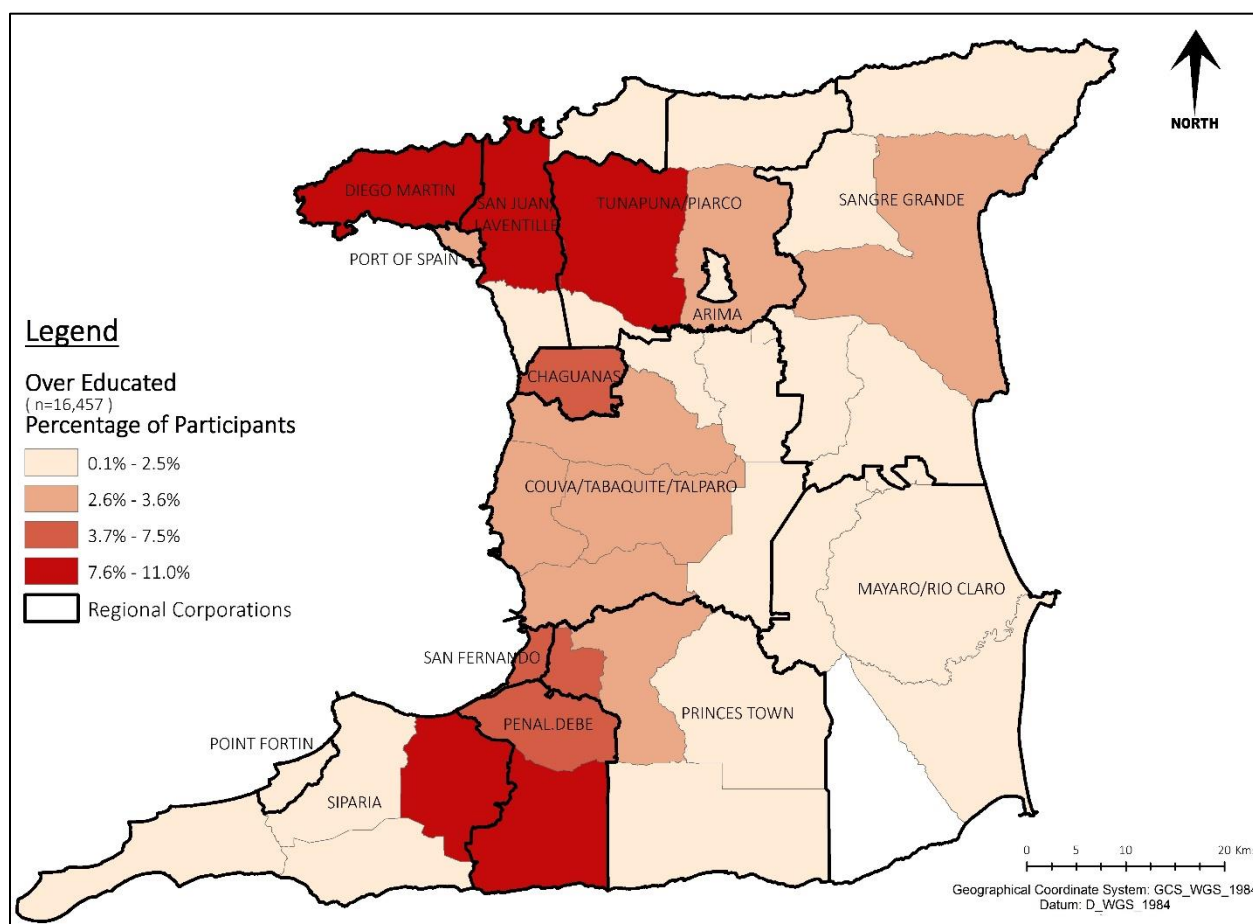 NORTH
DIEGO MARTIN
SAN JUAN/
LAVENTILLE
TUNAPUNA/PIARCO
SANGRE GRANDE
PORT OF SPAIN
ARIMA
Legend
Over Educated
( n=16,457 )
Percentage of Participants
0.1% - 2.5%
2.6% - 3.6%
3.7% - 7.5%
7.6% - 11.0%
Regional Corporations
CHAGUANAS
COUVA/TABAQUITE/TALPARO
MAYARO/RIO CLARO
SAN FERNANDO
PENAL.DEBE
PRINCES TOWN
POINT FORTIN
SIPARIA
0 5 10 20 Km
Geographical Coordinate System: GCS_WGS_1984
Datum: D_WGS_1984